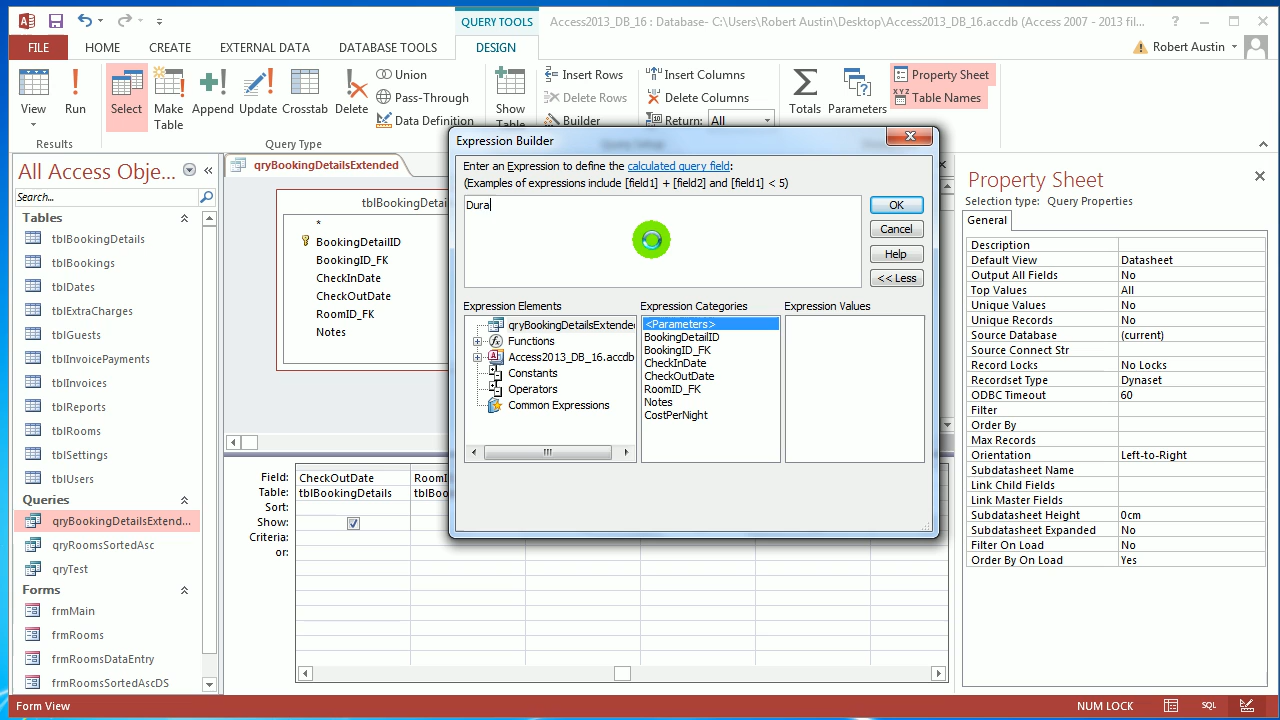 QUERY TOOLS
Access2013_DB_16 : Database- C:\Users\Robert Austin\Desktop\Access2013_DB_16.accdb (Access 2007 - 2013 fil...
FILE HOME CREATE EXTERNAL DATA DATABASE TOOLS DESIGN
Robert Austin
View
Run
Select
Make Table
Append
Update
Crosstab
Delete
Union
Pass-Through
Data Definition
Show
Insert Rows
Delete Rows
Builder
Insert Columns
Delete Columns
Return: All
Totals
Parameters
Property Sheet
Table Names
Results
Query Type
All Access Obje...
Search...
Tables
tblBookingDetails
tblBookings
tblDates
tblExtraCharges
tblGuests
tblInvoicePayments
tblInvoices
tblReports
tblRooms
tblSettings
tblUsers
Queries
qryBookingDetailsExtend...
qryRoomsSortedAsc
qryTest
Forms
frmMain
frmRooms
frmRoomsDataEntry
frmRoomsSortedAscDS
qryBookingDetailsExtended
tblBookingDetai
*
BookingDetailID
BookingID_FK
CheckInDate
CheckOutDate
RoomID_FK
Notes
Field: CheckOutDate RoomI
Table: tblBookingDetails tblBoo
Sort:
Show:
Criteria:
or:
Expression Builder
Enter an Expression to define the calculated query field:
(Examples of expressions include [field1] + [field2] and [field1] < 5)
Dura
OK
Cancel
Help
<< Less
Expression Elements
qryBookingDetailsExtended
Functions
Access2013_DB_16.accdb
Constants
Operators
Common Expressions
Expression Categories
<Parameters>
BookingDetailID
BookingID_FK
CheckInDate
CheckOutDate
RoomID_FK
Notes
CostPerNight
Expression Values
Property Sheet
Selection type: Query Properties
General
Description
Default View Datasheet
Output All Fields No
Top Values All
Unique Values No
Unique Records No
Source Database (current)
Source Connect Str
Record Locks No Locks
Recordset Type Dynaset
ODBC Timeout 60
Filter
Order By
Max Records
Orientation Left-to-Right
Subdatasheet Name
Link Child Fields
Link Master Fields
Subdatasheet Height 0cm
Subdatasheet Expanded No
Filter On Load No
Order By On Load Yes
Form View
NUM LOCK
SQL